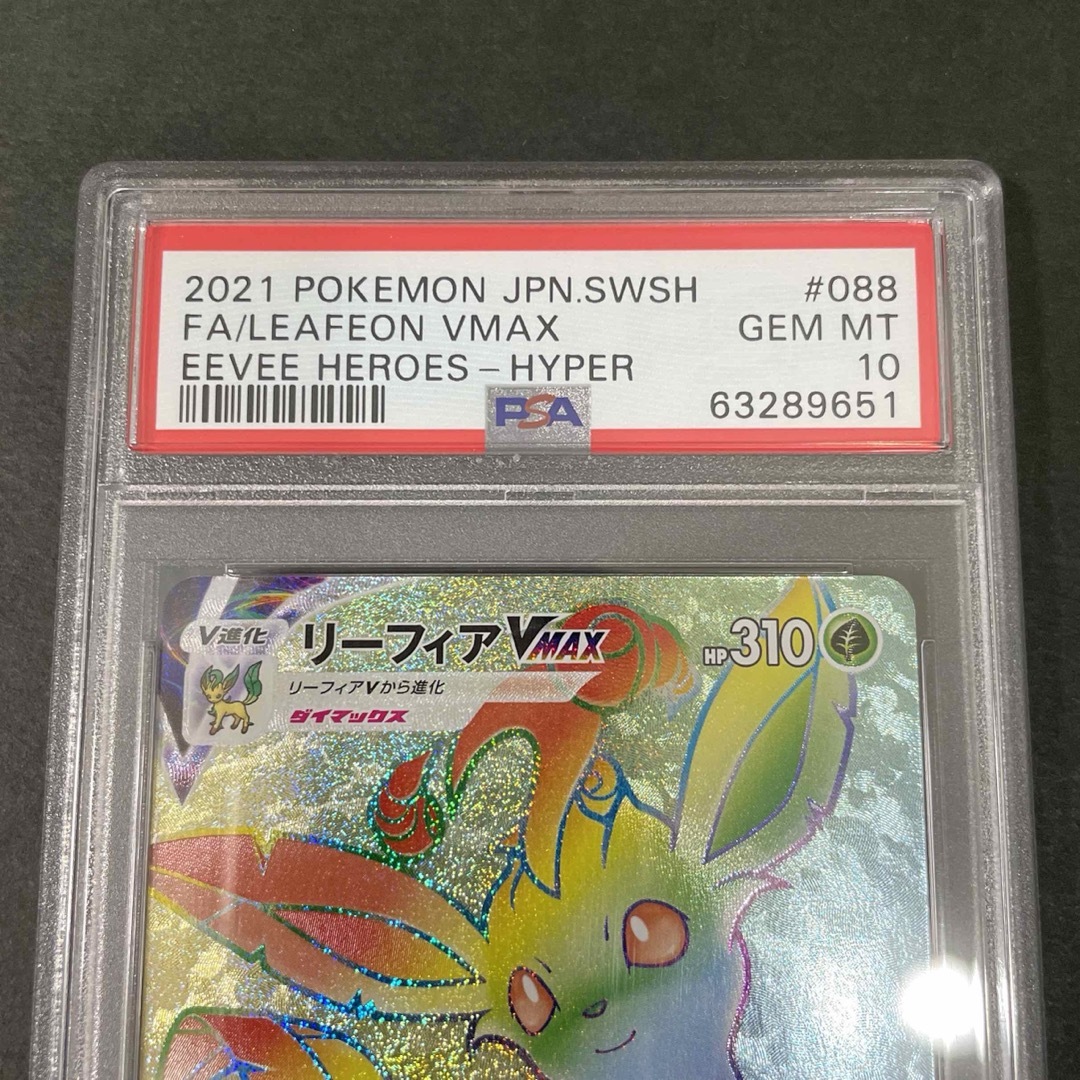 2021 POKEMON JPN.SWSH #088
FA/LEAFEON VMAX GEM MT
EEVEE HEROES – HYPER 10
PSA 63289651
V進化 リーフィアVMAX HP310
リーフィアVから進化
ダイマックス